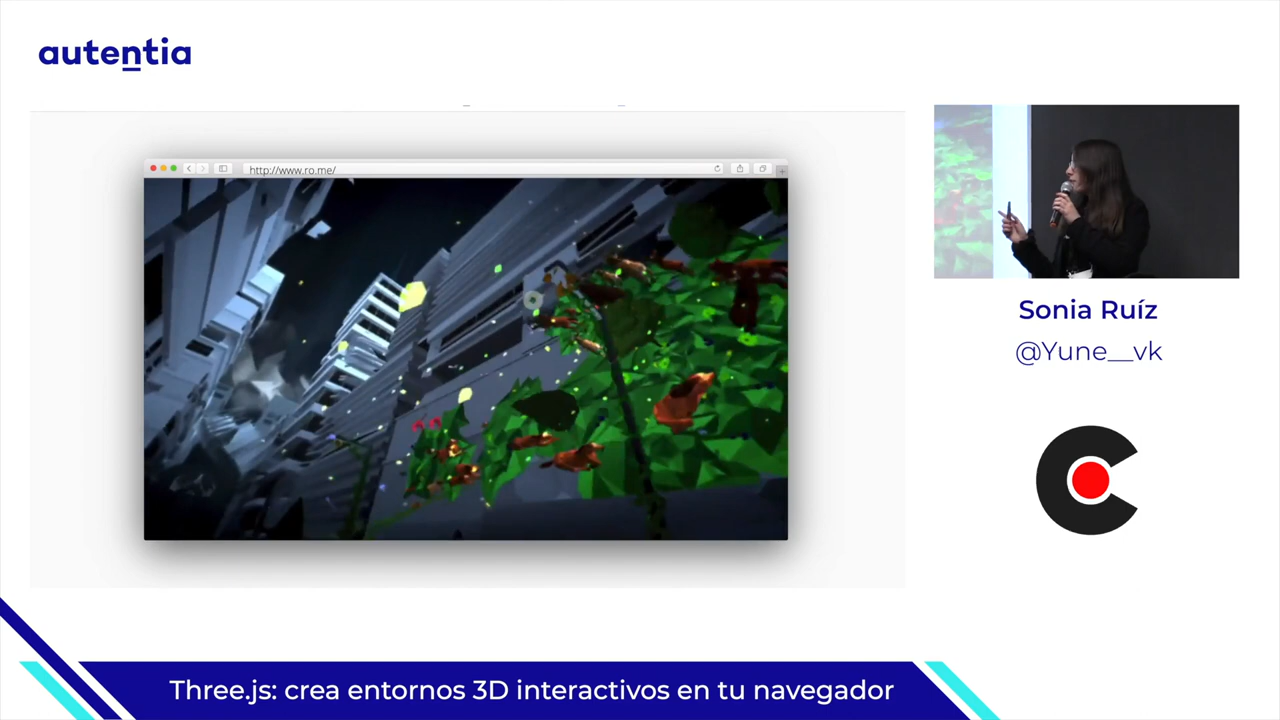 autentia
http://www.ro.me/
Sonia Ruíz
@Yune__vk
Three.js: crea entornos 3D interactivos en tu navegador